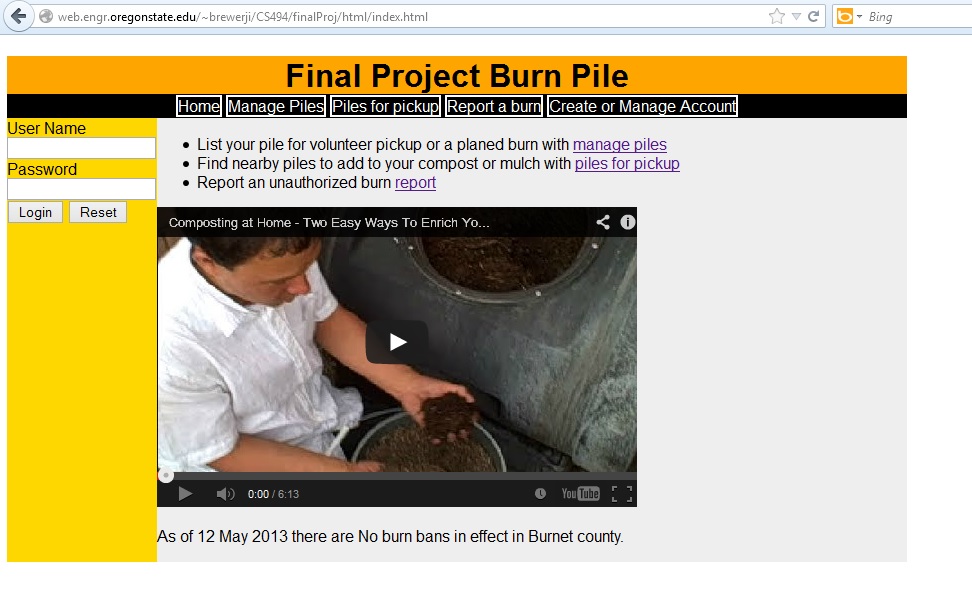 web.engr.oregonstate.edu/~brewerji/CS494/finalProj/html/index.html
Bing
Final Project Burn Pile
Home Manage Piles Piles for pickup Report a burn Create or Manage Account
User Name
Password
Login Reset
List your pile for volunteer pickup or a planed burn with manage piles
Find nearby piles to add to your compost or mulch with piles for pickup
Report an unauthorized burn report
Composting at Home - Two Easy Ways To Enrich Yo...
0:00 / 6:13
YouTube
As of 12 May 2013 there are No burn bans in effect in Burnet county.